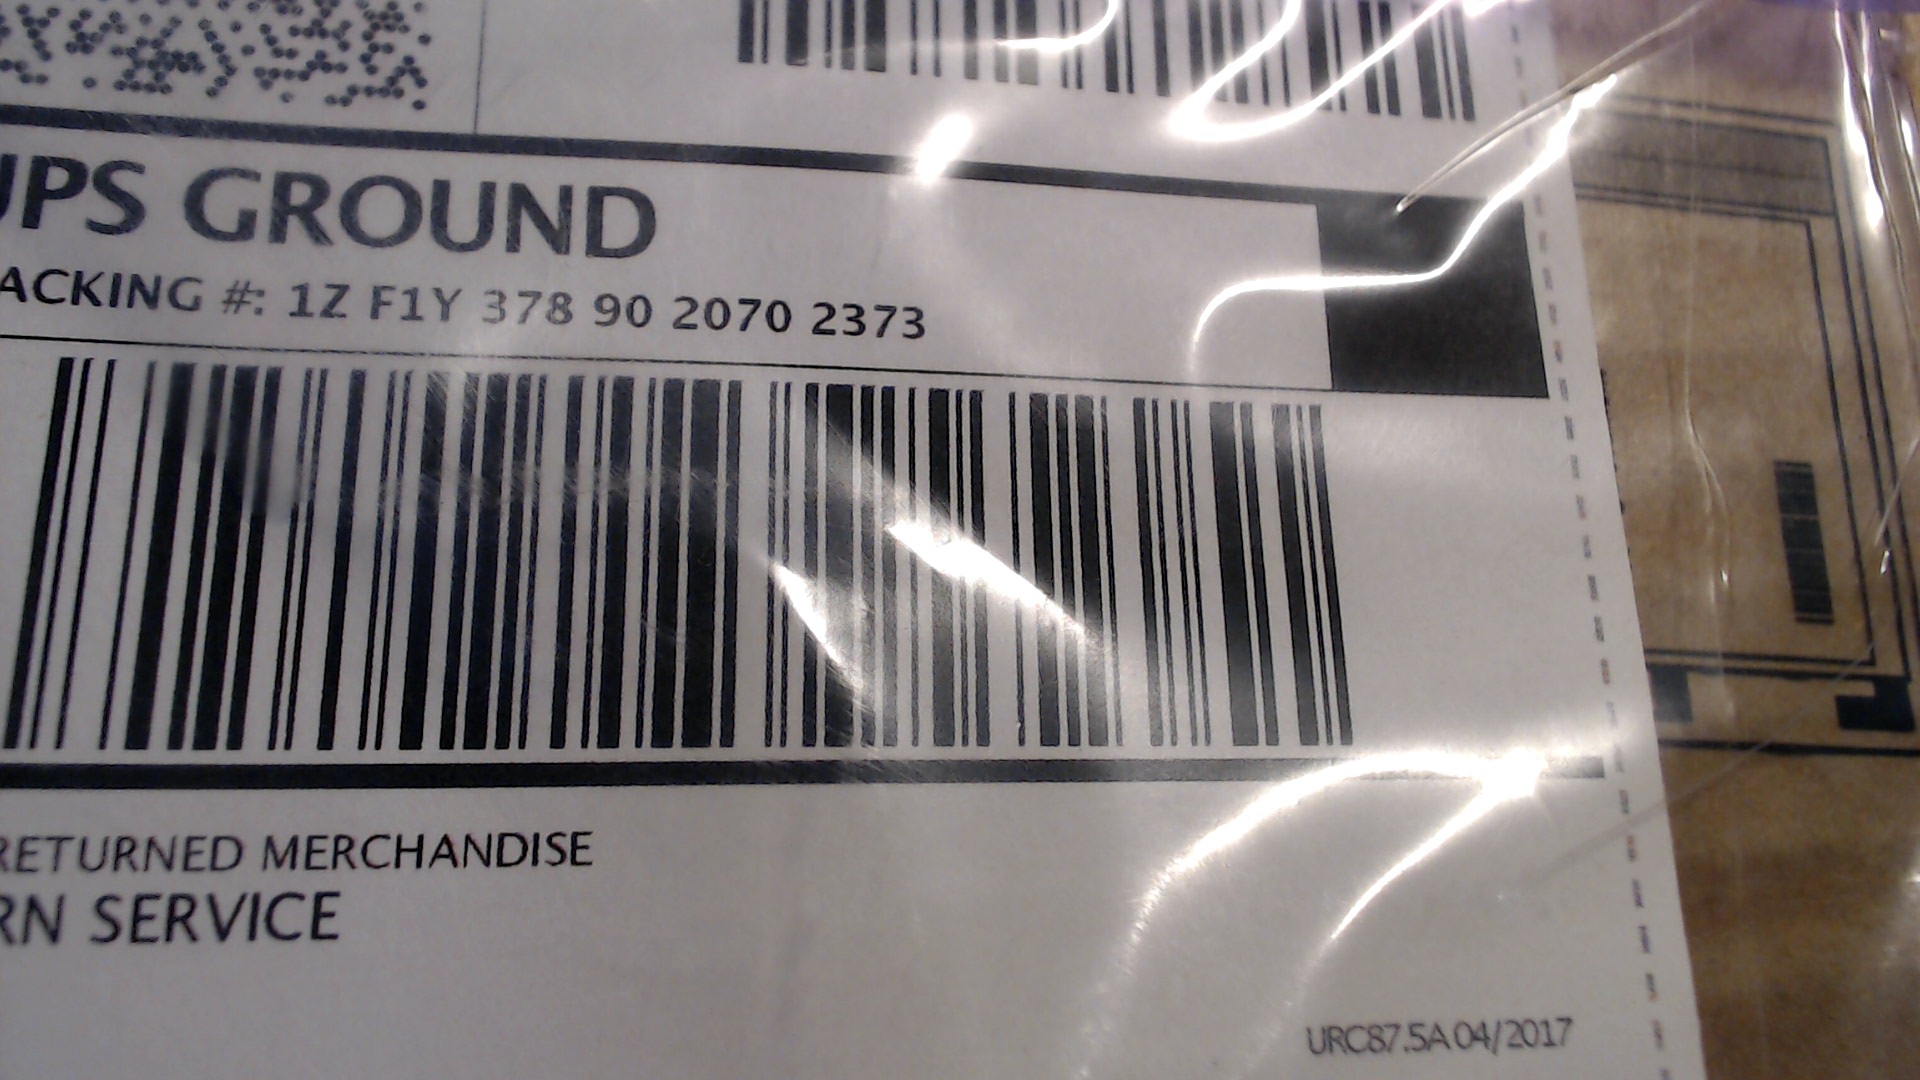 UPS GROUND
ACKING #: 1Z F1Y 378 90 2070 2373
RETURNED MERCHANDISE
RN SERVICE
URC87.5A 04/2017